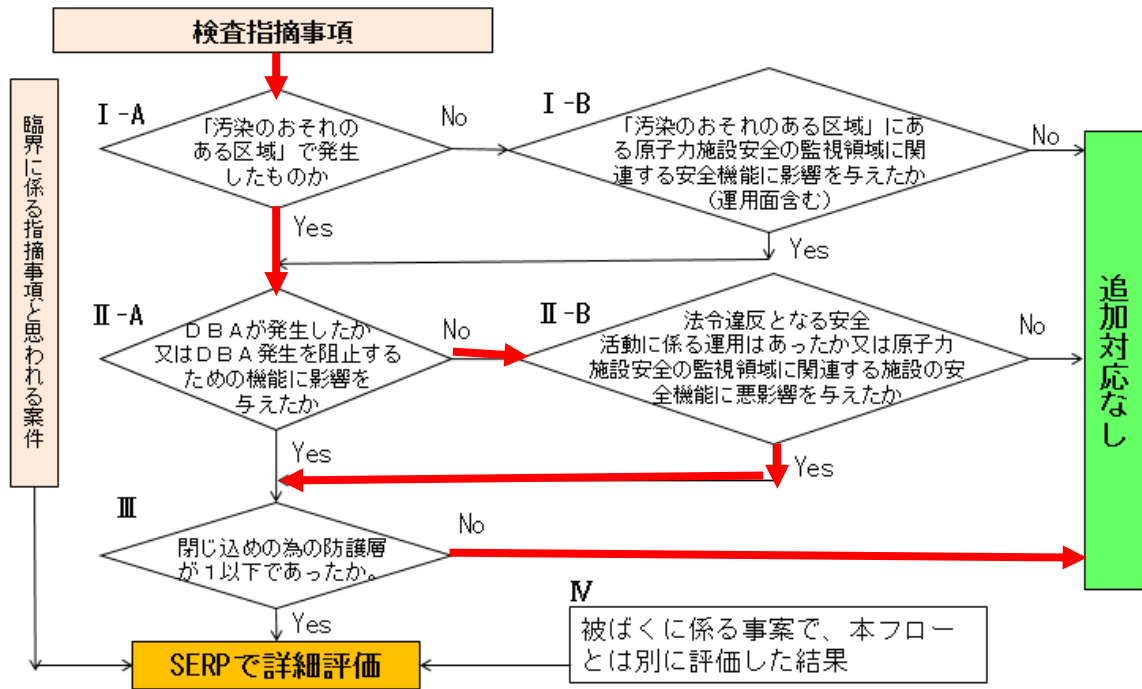 検査指摘事項
臨界に係る指摘事項と思われる案件
Ⅰ-A
「汚染のおそれの
ある区域」で発生
したものか
No
Yes
Ⅰ-B
「汚染のおそれのある区域」にあ
る原子力施設安全の監視領域に関
連する安全機能に影響を与えたか
(運用面含む)
No
Yes
Ⅱ-A
ＤＢＡが発生したか
又はＤＢＡ発生を阻止する
ための機能に影響を
与えたか
No
Yes
Ⅱ-B
法令違反となる安全
活動に係る運用はあったか又は原子力
施設安全の監視領域に関連する施設の安
全機能に悪影響を与えたか
No
Yes
Ⅲ
閉じ込めの為の防護層
が１以下であったか。
No
Yes
追加対応なし
Ⅳ
被ばくに係る事案で、本フロー
とは別に評価した結果
SERPで詳細評価